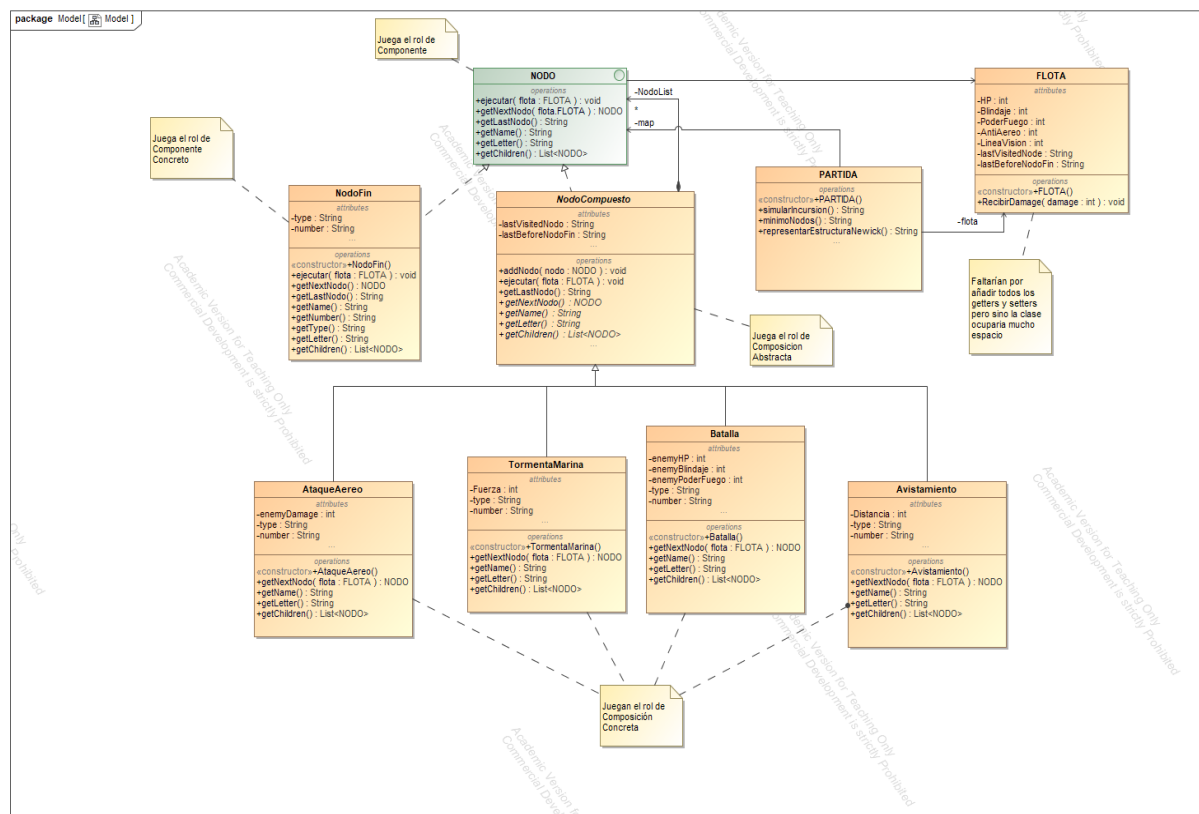 package Model [ Model ]
Juega el rol de
Componente
NODO
operations
+ejecutar( flota : FLOTA ) : void
+getNextNodo( flota.FLOTA ) : NODO
+getLastNodo() : String
+getName() : String
+getLetter() : String
+getChildren() : List<NODO>
-NodoList
*
-map
FLOTA
attributes
-HP : int
-Blindaje : int
-PoderFuego : int
-AntiAereo : int
-LineaVision : int
-lastVisitedNode : String
-lastBeforeNodoFin : String
operations
«constructor»+FLOTA()
+RecibirDamage( damage : int ) : void
Juega el rol de
Componente
Concreto
PARTIDA
operations
«constructor»+PARTIDA()
+simularIncursion() : String
+minimoNodos() : String
+representarEstructuraNewick() : String
-flota
NodoFin
attributes
-type : String
-number : String
...
operations
«constructor»+NodoFin()
+ejecutar( flota : FLOTA ) : void
+getNextNodo() : NODO
+getLastNodo() : String
+getName() : String
+getNumber() : String
+getType() : String
+getLetter() : String
+getChildren() : List<NODO>
NodoCompuesto
attributes
-lastVisitedNodo : String
-lastBeforeNodoFin : String
...
operations
+addNodo( nodo : NODO ) : void
+ejecutar( flota : FLOTA ) : void
+getLastNodo() : String
+getNextNodo() : NODO
+getName() : String
+getLetter() : String
+getChildren() : List<NODO>
...
Faltarían por
añadir todos los
getters y setters
pero sino la clase
ocuparia mucho
espacio
Juega el rol de
Composicion
Abstracta
AtaqueAereo
attributes
-enemyDamage : int
-type : String
-number : String
...
operations
«constructor»+AtaqueAereo()
+getNextNodo( flota : FLOTA ) : NODO
+getName() : String
+getLetter() : String
+getChildren() : List<NODO>
TormentaMarina
attributes
-Fuerza : int
-type : String
-number : String
...
operations
«constructor»+TormentaMarina()
+getNextNodo( flota : FLOTA ) : NODO
+getName() : String
+getLetter() : String
+getChildren() : List<NODO>
Batalla
attributes
-enemyHP : int
-enemyBlindaje : int
-enemyPoderFuego : int
-type : String
-number : String
...
operations
«constructor»+Batalla()
+getNextNodo( flota : FLOTA ) : NODO
+getName() : String
+getLetter() : String
+getChildren() : List<NODO>
Avistamiento
attributes
-Distancia : int
-type : String
-number : String
...
operations
«constructor»+Avistamiento()
+getNextNodo( flota : FLOTA ) : NODO
+getName() : String
+getLetter() : String
+getChildren() : List<NODO>
Juegan el rol de
Composición
Concreta
Academic Version for Teaching Only
Commercial Development is strictly Prohibited